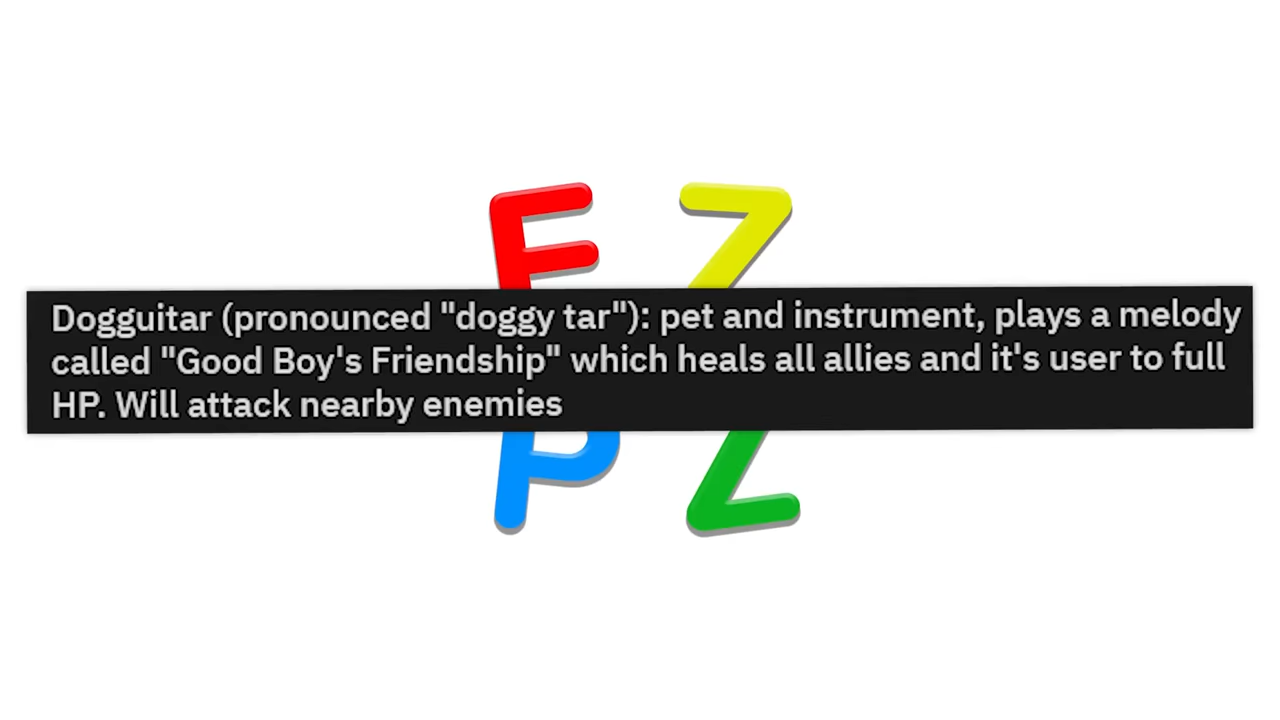 Dogguitar (pronounced "doggy tar"): pet and instrument, plays a melody
called "Good Boy's Friendship" which heals all allies and it's user to full
HP. Will attack nearby enemies